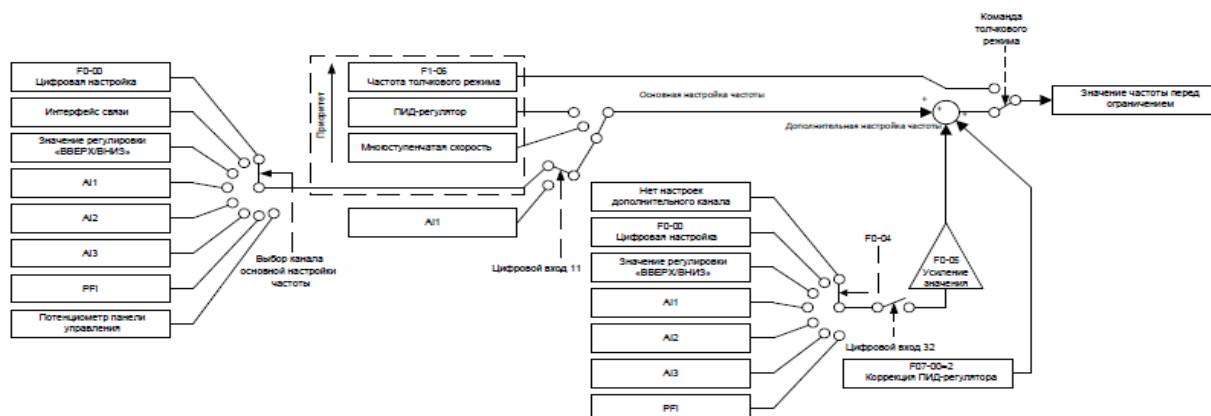 F0-00
Цифровая настройка
Интерфейс связи
Значение регулировки
«ВВЕРХ/ВНИЗ»
AI1
AI2
AI3
PFI
Потенциометр панели
управления
Выбор канала
основной настройки
частоты
Приоритет
F1-06
Частота толчкового режима
ПИД-регулятор
Многоступенчатая скорость
AI1
Цифровой вход 11
Основная настройка частоты
Дополнительная настройка частоты
Нет настроек
дополнительного канала
F0-00
Цифровая настройка
Значение регулировки
«ВВЕРХ/ВНИЗ»
AI1
AI2
AI3
PFI
F0-04
Цифровой вход 32
F0-05
Усиление
значения
F07-00=2
Коррекция ПИД-регулятора
+
+
+
Команда
толчкового
режима
Значение частоты перед
ограничением